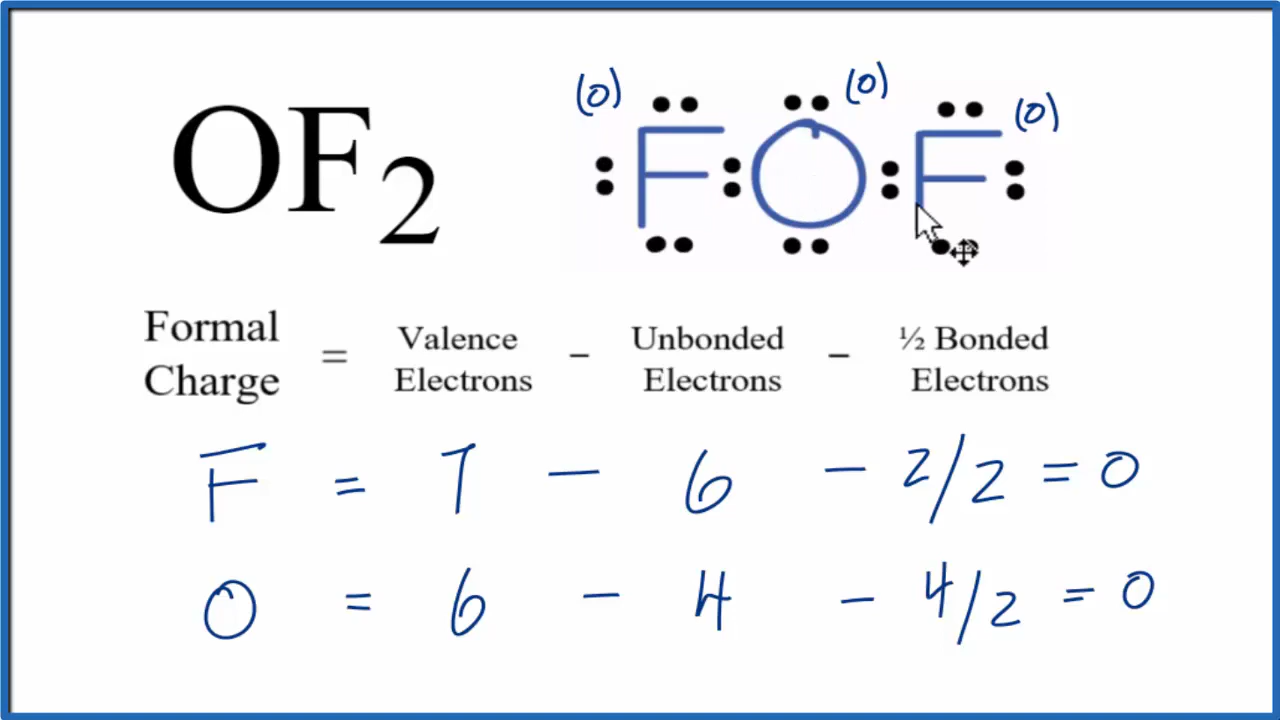 OF2
(0) (0) (0)
F O F
Formal Charge = Valence Electrons – Unbonded Electrons – ½ Bonded Electrons
F = 7 – 6 – 2/2 = 0
O = 6 – 4 – 4/2 = 0